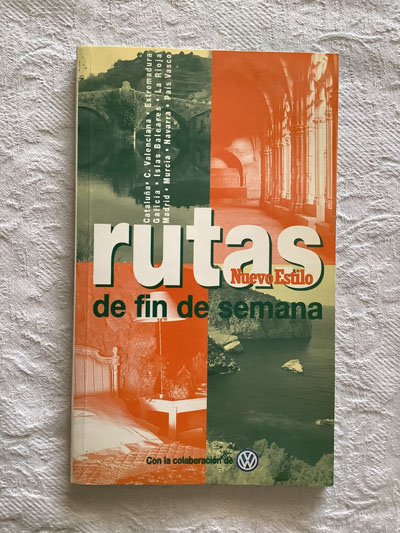 Cataluña • C. Valenciana • Extremadura
Galicia • Islas Baleares • La Rioja
Madrid • Murcia • Navarra • País Vasco
rutas
Nuevo Estilo
de fin de semana
Con la colaboración de
VW